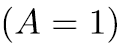 (A = 1)